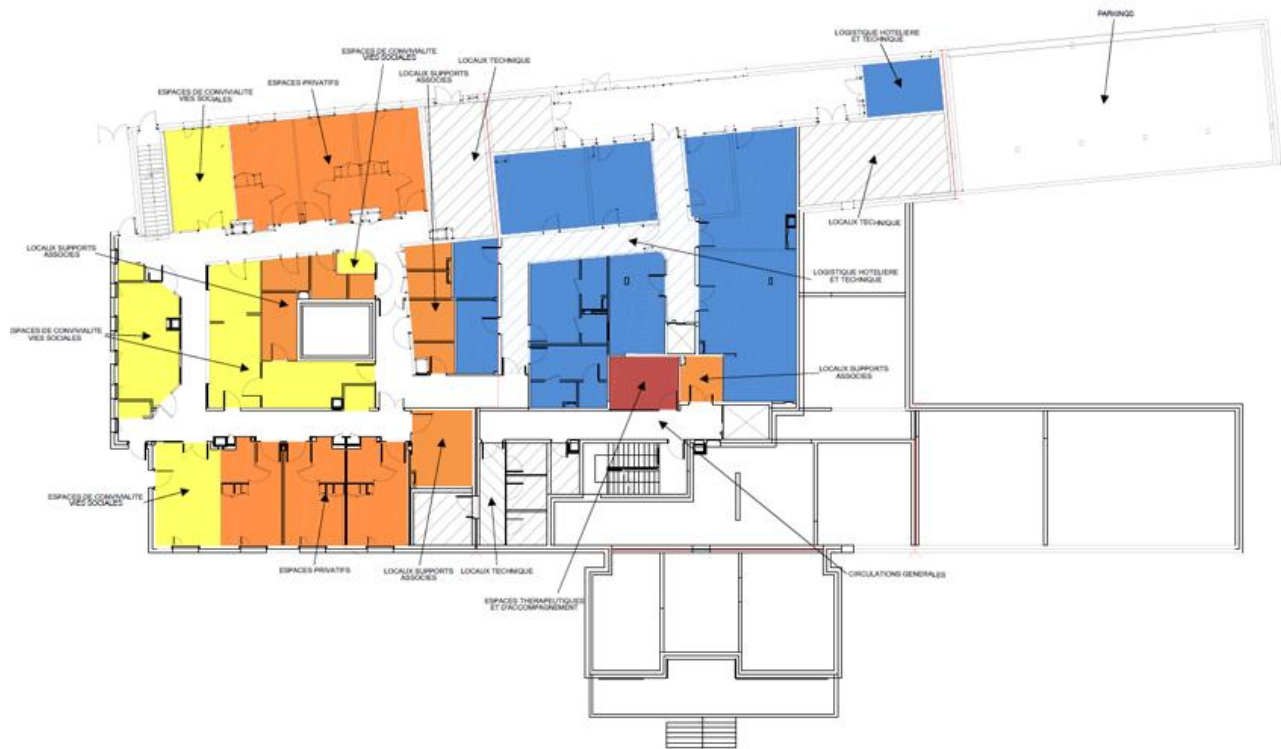 PARKINGS
LOGISTIQUE HOTELIERE
ET TECHNIQUE
ESPACES DE CONVIVIALITE
VIES SOCIALES
LOCAUX TECHNIQUE
LOCAUX SUPPORTS
ASSOCIES
ESPACES PRIVATIFS
ESPACES DE CONVIVIALITE
VIES SOCIALES
LOCAUX TECHNIQUE
LOCAUX SUPPORTS
ASSOCIES
LOGISTIQUE HOTELIERE
ET TECHNIQUE
ESPACES DE CONVIVIALITE
VIES SOCIALES
LOCAUX SUPPORTS
ASSOCIES
ESPACES DE CONVIVIALITE
VIES SOCIALES
ESPACES PRIVATIFS
LOCAUX SUPPORTS
ASSOCIES
LOCAUX TECHNIQUE
CIRCULATIONS GENERALES
ESPACES THERAPEUTIQUES
ET D'ACCOMPAGNEMENT